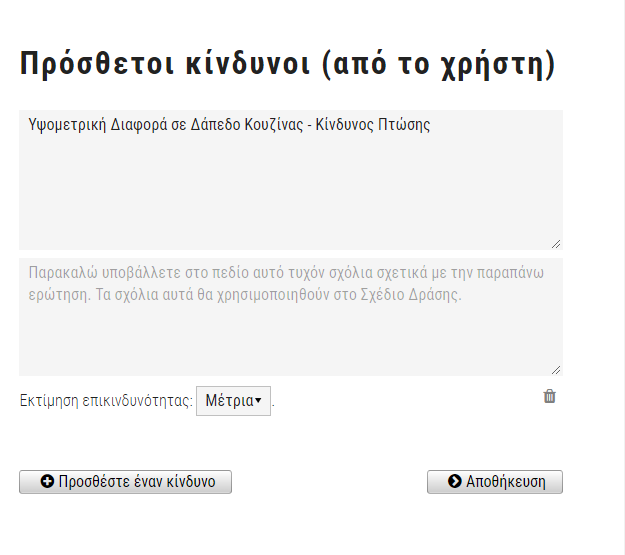 Πρόσθετοι κίνδυνοι (από το χρήστη)
Υψομετρική Διαφορά σε Δάπεδο Κουζίνας - Κίνδυνος Πτώσης
Παρακαλώ υποβάλλετε στο πεδίο αυτό τυχόν σχόλια σχετικά με την παραπάνω
ερώτηση. Τα σχόλια αυτά θα χρησιμοποιηθούν στο Σχέδιο Δράσης.
Εκτίμηση επικινδυνότητας: Μέτρια.
Προσθέστε έναν κίνδυνο Αποθήκευση